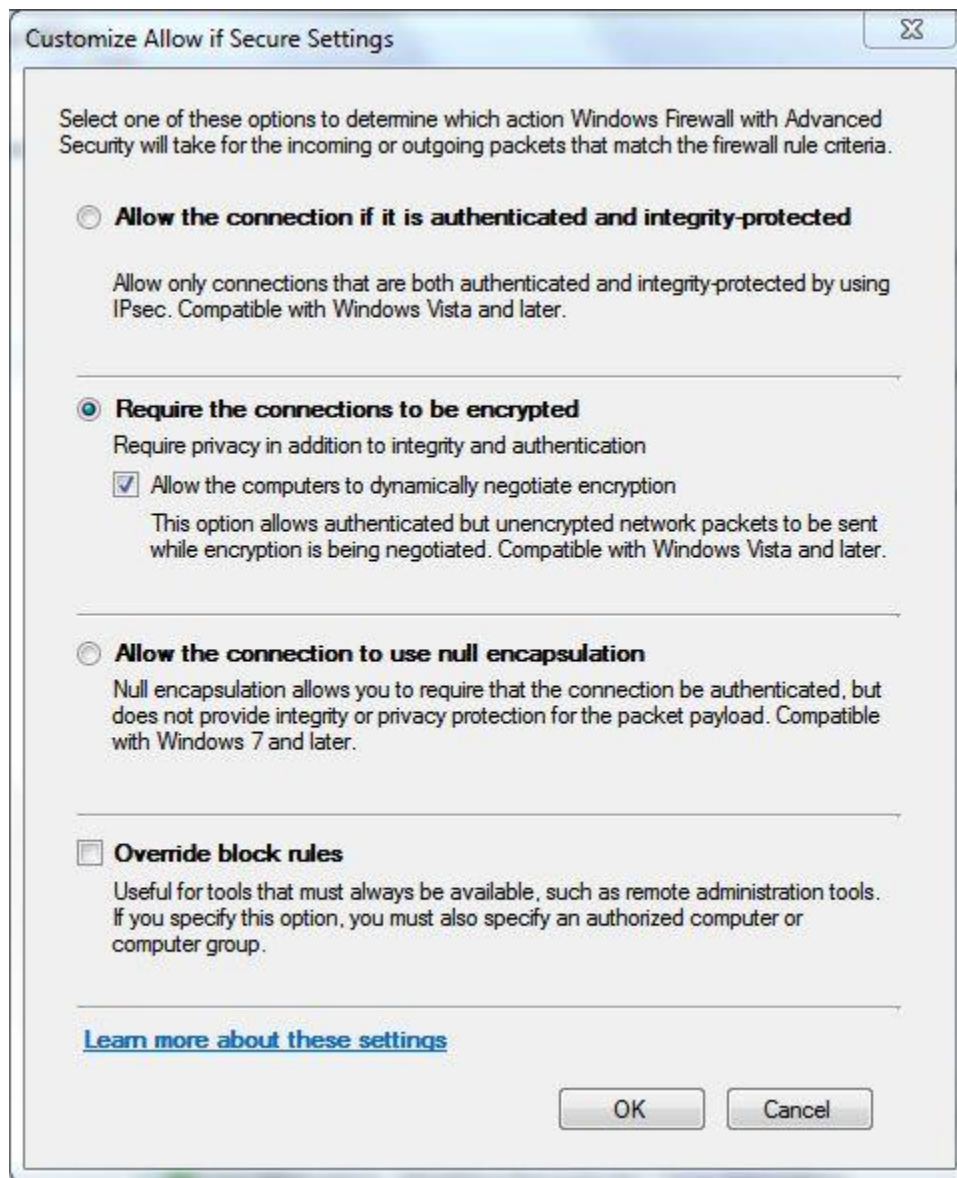 Customize Allow if Secure Settings
Select one of these options to determine which action Windows Firewall with Advanced
Security will take for the incoming or outgoing packets that match the firewall rule criteria.
Allow the connection if it is authenticated and integrity-protected
Allow only connections that are both authenticated and integrity-protected by using
IPsec. Compatible with Windows Vista and later.
Require the connections to be encrypted
Require privacy in addition to integrity and authentication
Allow the computers to dynamically negotiate encryption
This option allows authenticated but unencrypted network packets to be sent
while encryption is being negotiated. Compatible with Windows Vista and later.
Allow the connection to use null encapsulation
Null encapsulation allows you to require that the connection be authenticated, but
does not provide integrity or privacy protection for the packet payload. Compatible
with Windows 7 and later.
Override block rules
Useful for tools that must always be available, such as remote administration tools.
If you specify this option, you must also specify an authorized computer or
computer group.
Learn more about these settings
OK Cancel